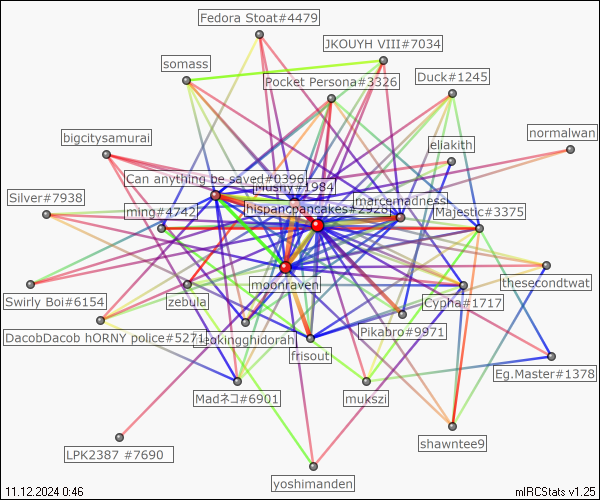 Fedora Stoat#4479
JKOUYH VIII#7034
somass
Pocket Persona#3326
Duck#1245
normalwan
bigcitysamurai
eliakith
Can anything be saved#0396
Mushy#1984
marcemadness
Silver#7938
ming#4742
hispancpancakes#2926
Majestic#3375
moonraven
thesecondtwat
Swirly Boi#6154
zebula
Cypha#1717
DacobDacob hORNY police#5271
Pikabro#9971
frisout
Eg.Master#1378
Madネコ#6901
mukszi
shawntee9
LPK2387 #7690
yoshimanden
11.12.2024 0:46
mIRCStats v1.25